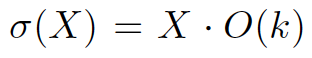 σ(X) = X · O(k)